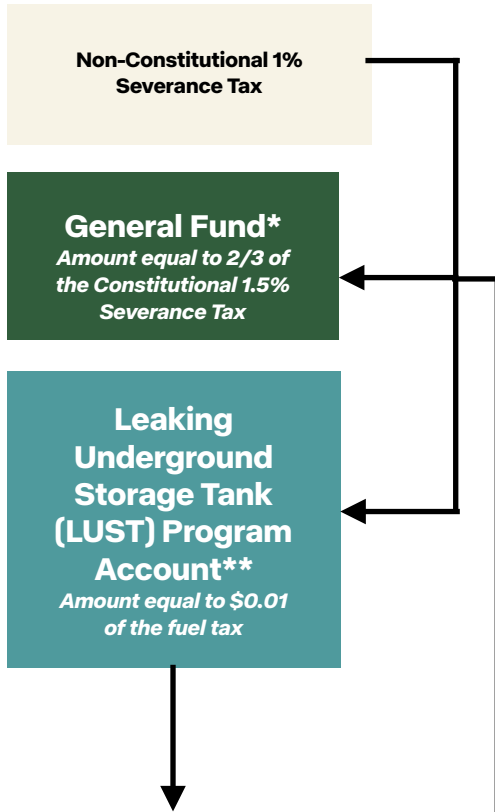 Non-Constitutional 1%
Severance Tax
General Fund*
Amount equal to 2/3 of
the Constitutional 1.5%
Severance Tax
Leaking
Underground
Storage Tank
(LUST) Program
Account**
Amount equal to $0.01
of the fuel tax